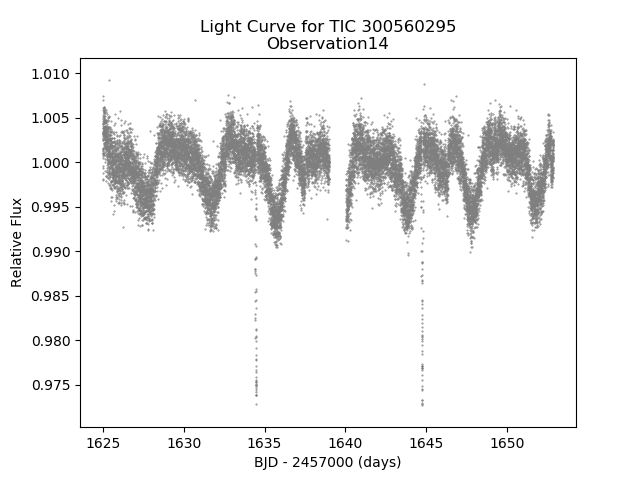 Light Curve for TIC 300560295
Observation14
1.010
1.005
1.000
0.995
0.990
0.985
0.980
0.975
Relative Flux
1625 1630 1635 1640 1645 1650
BJD - 2457000 (days)